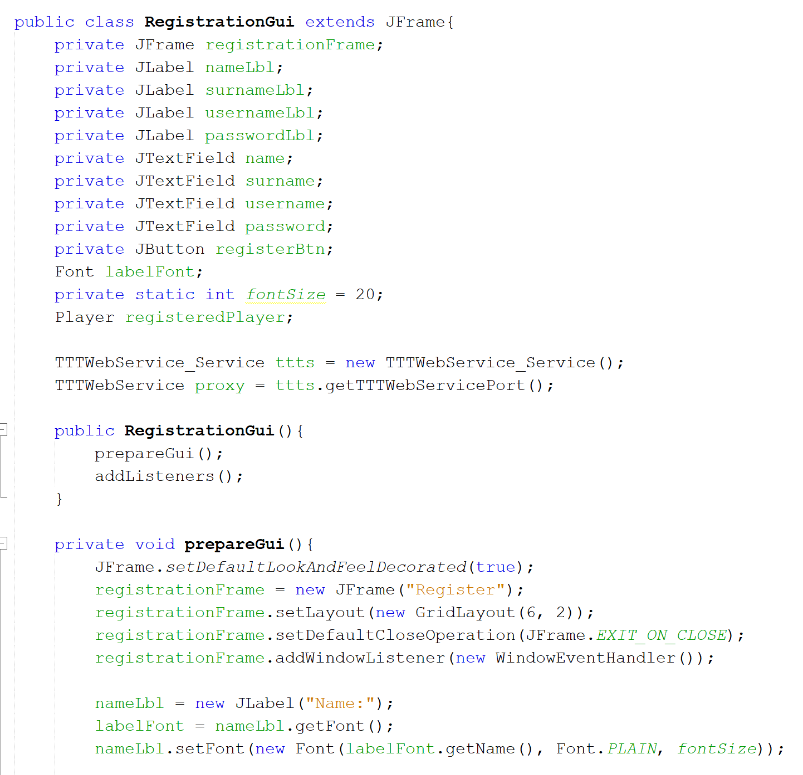 public class RegistrationGui extends JFrame{
    private JFrame registrationFrame;
    private JLabel nameLbl;
    private JLabel surnameLbl;
    private JLabel usernameLbl;
    private JLabel passwordLbl;
    private JTextField name;
    private JTextField surname;
    private JTextField username;
    private JTextField password;
    private JButton registerBtn;
    Font labelFont;
    private static int fontSize = 20;
    Player registeredPlayer;

    TTTWebService_Service ttts = new TTTWebService_Service();
    TTTWebService proxy = ttts.getTTTWebServicePort();

    public RegistrationGui(){
        prepareGui();
        addListeners();
    }

    private void prepareGui(){
        JFrame.setDefaultLookAndFeelDecorated(true);
        registrationFrame = new JFrame("Register");
        registrationFrame.setLayout(new GridLayout(6, 2));
        registrationFrame.setDefaultCloseOperation(JFrame.EXIT_ON_CLOSE);
        registrationFrame.addWindowListener(new WindowEventHandler());

        nameLbl = new JLabel("Name:");
        labelFont = nameLbl.getFont();
        nameLbl.setFont(new Font(labelFont.getName(), Font.PLAIN, fontSize));